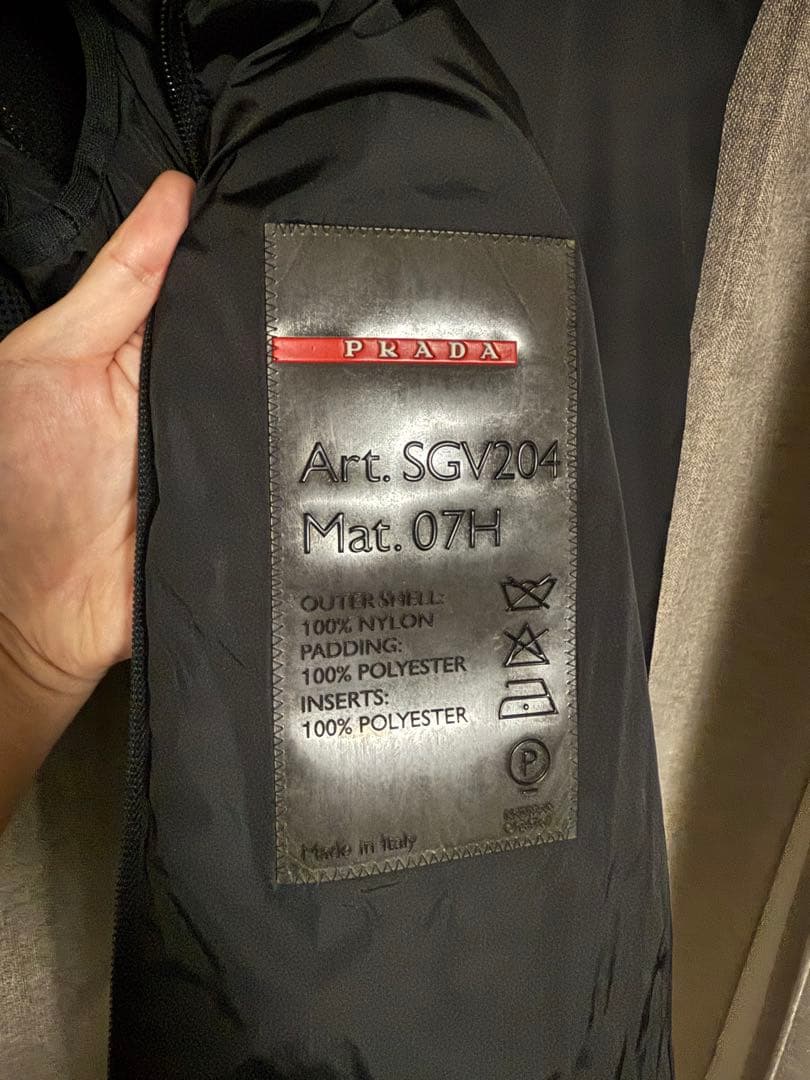 PRADA
Art. SGV204
Mat. 07H
OUTER SHELL:
100% NYLON
PADDING:
100% POLYESTER
INSERTS:
100% POLYESTER
P
Made in Italy